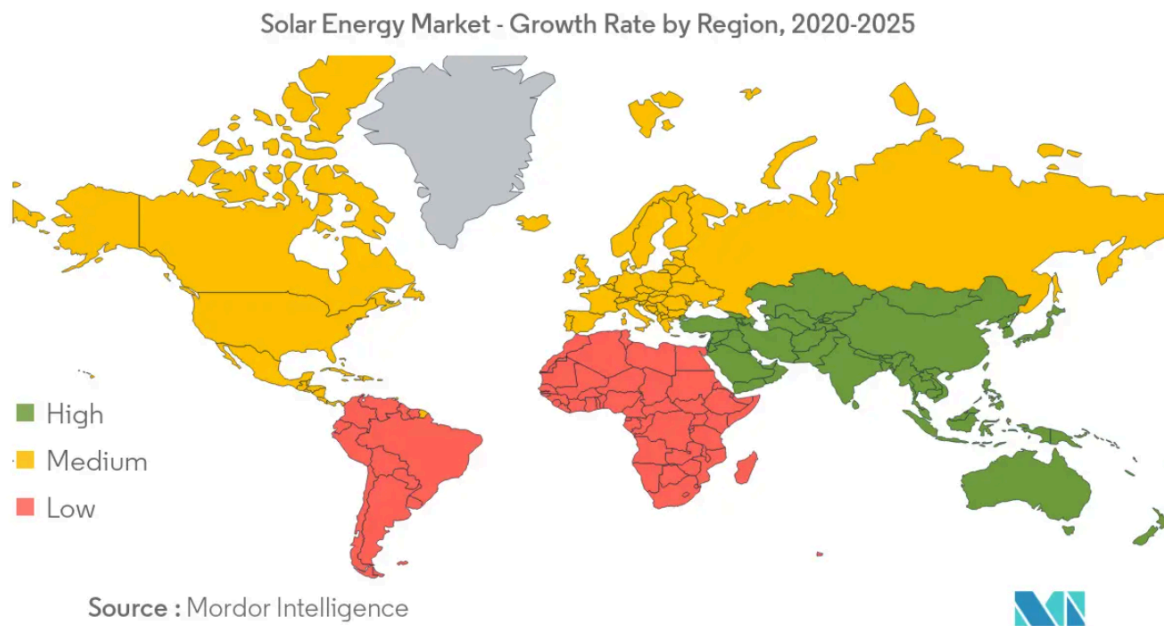 Solar Energy Market - Growth Rate by Region, 2020-2025
High
Medium
Low
Source : Mordor Intelligence